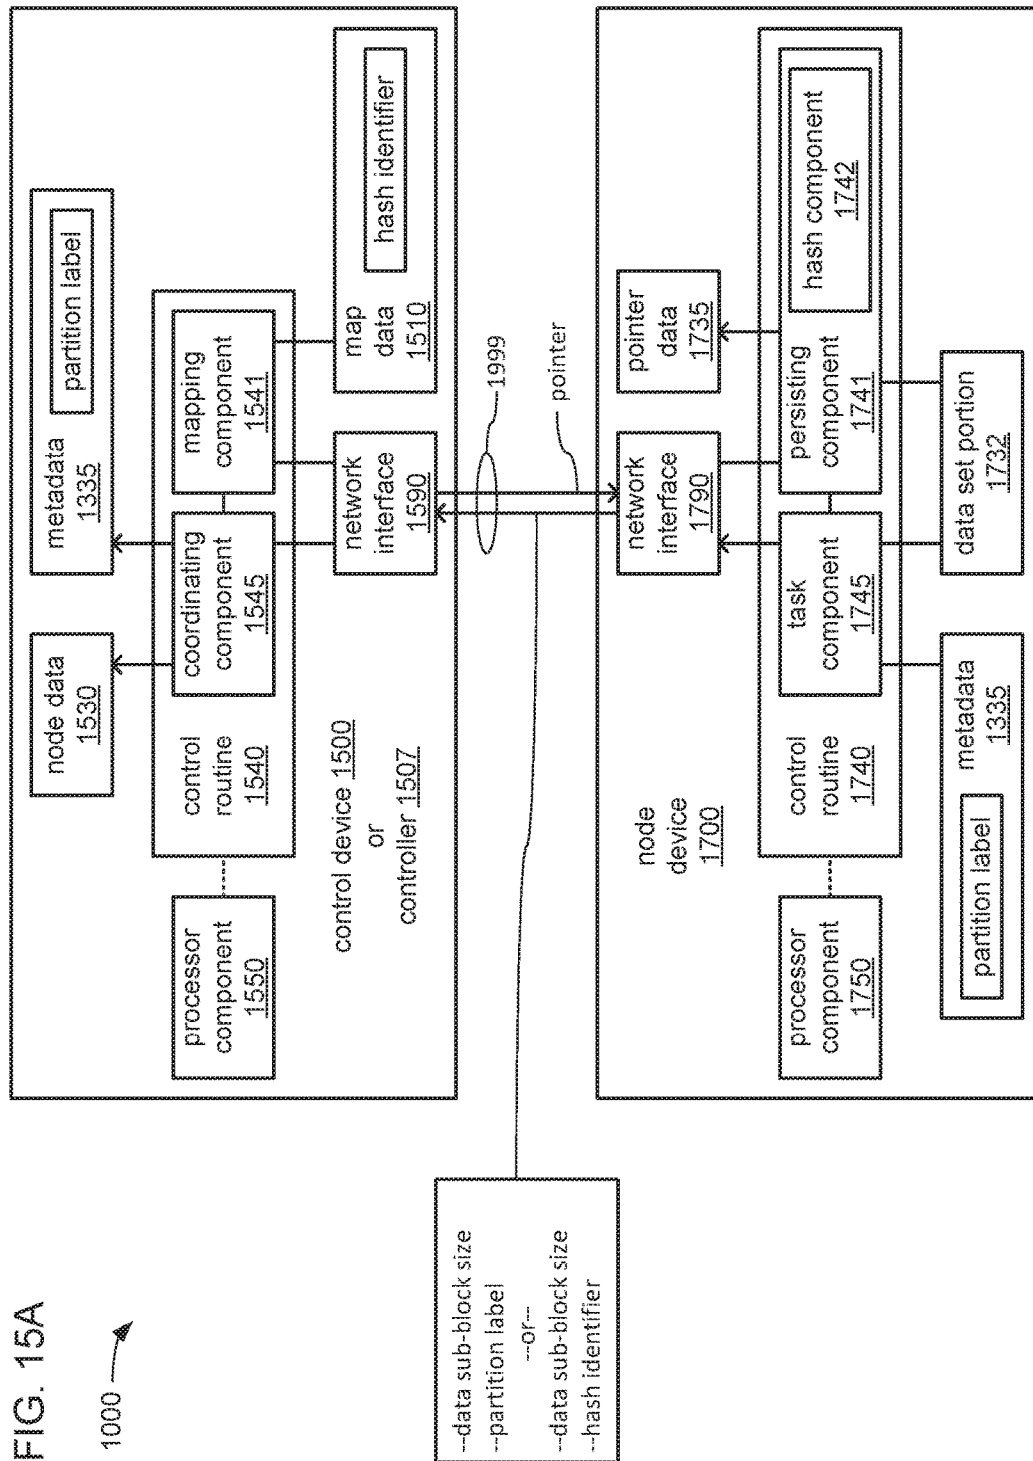 FIG. 15A
1000
node data
1530
metadata
1335
partition label
processor
component
1550
control
routine
1540
coordinating
component
1545
mapping
component
1541
control device 1500
or
controller 1507
network
interface
1590
map
data
1510
hash identifier
--data sub-block size
--partition label
--or--
--data sub-block size
--hash identifier
1999
pointer
node
device
1700
network
interface
1790
pointer
data
1735
processor
component
1750
control
routine
1740
task
component
1745
persisting
component
1741
hash component
1742
partition label
metadata
1335
data set portion
1732